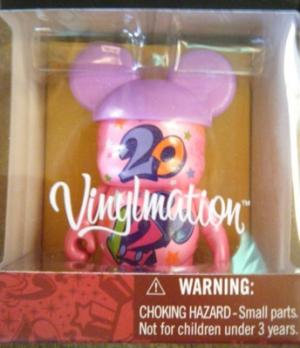 20
Vinylmation™
⚠ WARNING:
CHOKING HAZARD - Small parts.
Not for children under 3 years.